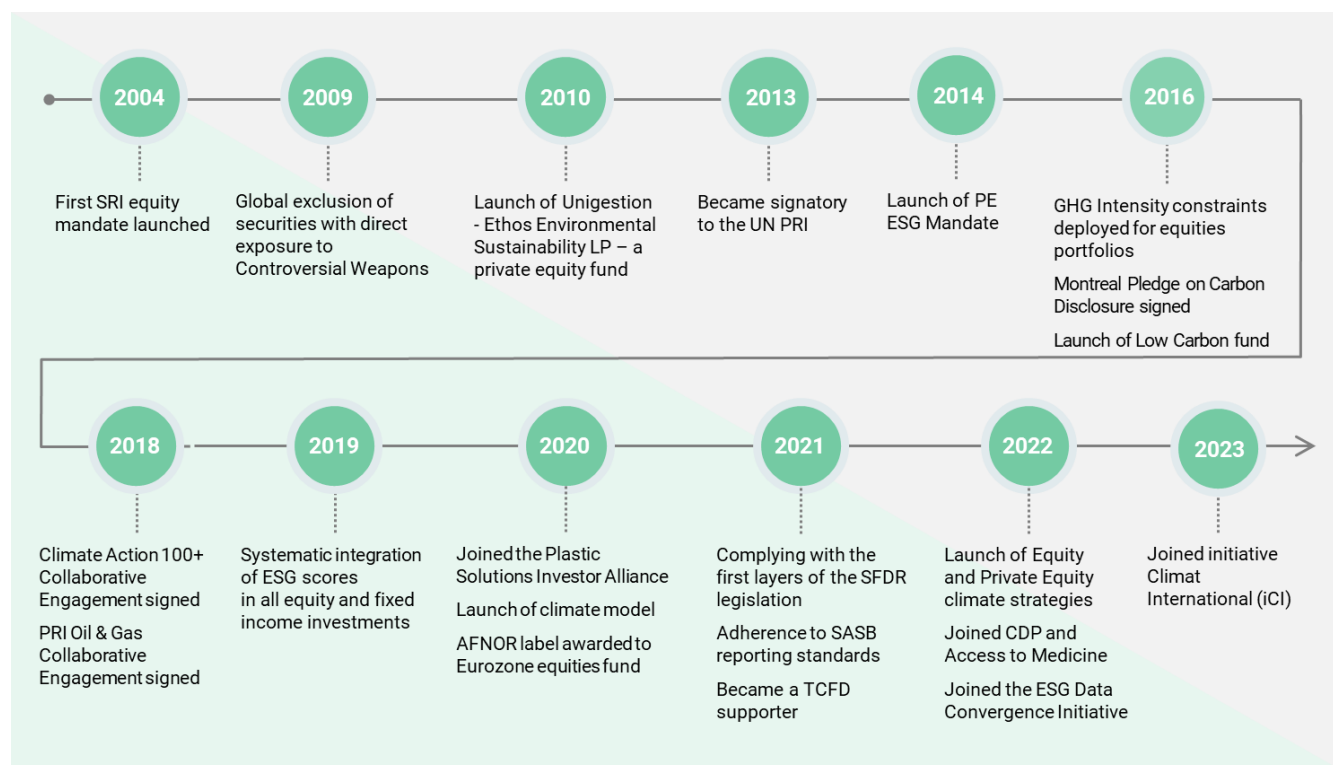 2004
First SRI equity
mandate launched
2009
Global exclusion of
securities with direct
exposure to
Controversial Weapons
2010
Launch of Unigestion
- Ethos Environmental
Sustainability LP – a
private equity fund
2013
Became signatory
to the UN PRI
2014
Launch of PE
ESG Mandate
2016
GHG Intensity constraints
deployed for equities
portfolios
Montreal Pledge on Carbon
Disclosure signed
Launch of Low Carbon fund
2018
Climate Action 100+
Collaborative
Engagement signed
PRI Oil & Gas
Collaborative
Engagement signed
2019
Systematic integration
of ESG scores
in all equity and fixed
income investments
2020
Joined the Plastic
Solutions Investor Alliance
Launch of climate model
AFNOR label awarded to
Eurozone equities fund
2021
Complying with the
first layers of the SFDR
legislation
Adherence to SASB
reporting standards
Became a TCFD
supporter
2022
Launch of Equity
and Private Equity
climate strategies
Joined CDP and
Access to Medicine
Joined the ESG Data
Convergence Initiative
2023
Joined initiative
Climat
International (iCI)